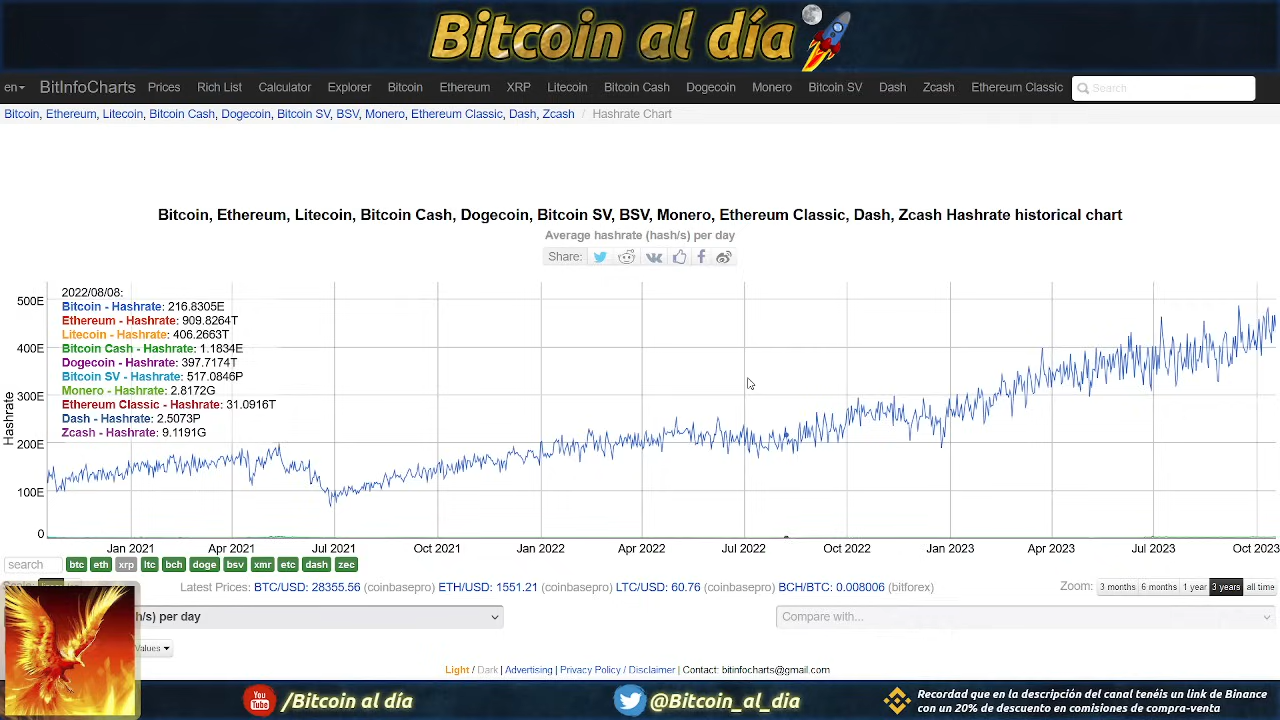 Bitcoin al día
en BitInfoCharts Prices Rich List Calculator Explorer Bitcoin Ethereum XRP Litecoin Bitcoin Cash Dogecoin Monero Bitcoin SV Dash Zcash Ethereum Classic Search
Bitcoin, Ethereum, Litecoin, Bitcoin Cash, Dogecoin, Bitcoin SV, BSV, Monero, Ethereum Classic, Dash, Zcash / Hashrate Chart
Bitcoin, Ethereum, Litecoin, Bitcoin Cash, Dogecoin, Bitcoin SV, BSV, Monero, Ethereum Classic, Dash, Zcash Hashrate historical chart
Average hashrate (hash/s) per day
Share:
2022/08/08:
Bitcoin - Hashrate: 216.8305E
Ethereum - Hashrate: 909.8264T
Litecoin - Hashrate: 406.2663T
Bitcoin Cash - Hashrate: 1.1834E
Dogecoin - Hashrate: 397.7174T
Bitcoin SV - Hashrate: 517.0846P
Monero - Hashrate: 2.8172G
Ethereum Classic - Hashrate: 31.0916T
Dash - Hashrate: 2.5073P
Zcash - Hashrate: 9.1191G
Hashrate
500E
400E
300E
200E
100E
0
Jan 2021 Apr 2021 Jul 2021 Oct 2021 Jan 2022 Apr 2022 Jul 2022 Oct 2022 Jan 2023 Apr 2023 Jul 2023 Oct 2023
search btc eth xrp ltc bch doge bsv xmr etc dash zec
Latest Prices: BTC/USD: 28355.56 (coinbasepro) ETH/USD: 1551.21 (coinbasepro) LTC/USD: 60.76 (coinbasepro) BCH/BTC: 0.008006 (bitforex)
Zoom: 3 months 6 months 1 year 3 years all time
h/s) per day
Compare with...
Values
Light / Dark | Advertising | Privacy Policy / Disclaimer | Contact: bitinfocharts@gmail.com
You Tube /Bitcoin al día
@Bitcoin_al_dia
Recordad que en la descripción del canal tenéis un link de Binance
con un 20% de descuento en comisiones de compra-venta